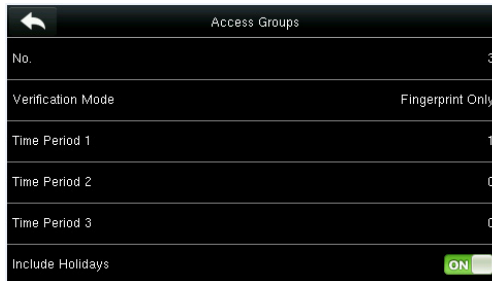 Access Groups
No. 3
Verification Mode Fingerprint Only
Time Period 1 1
Time Period 2 0
Time Period 3 0
Include Holidays ON